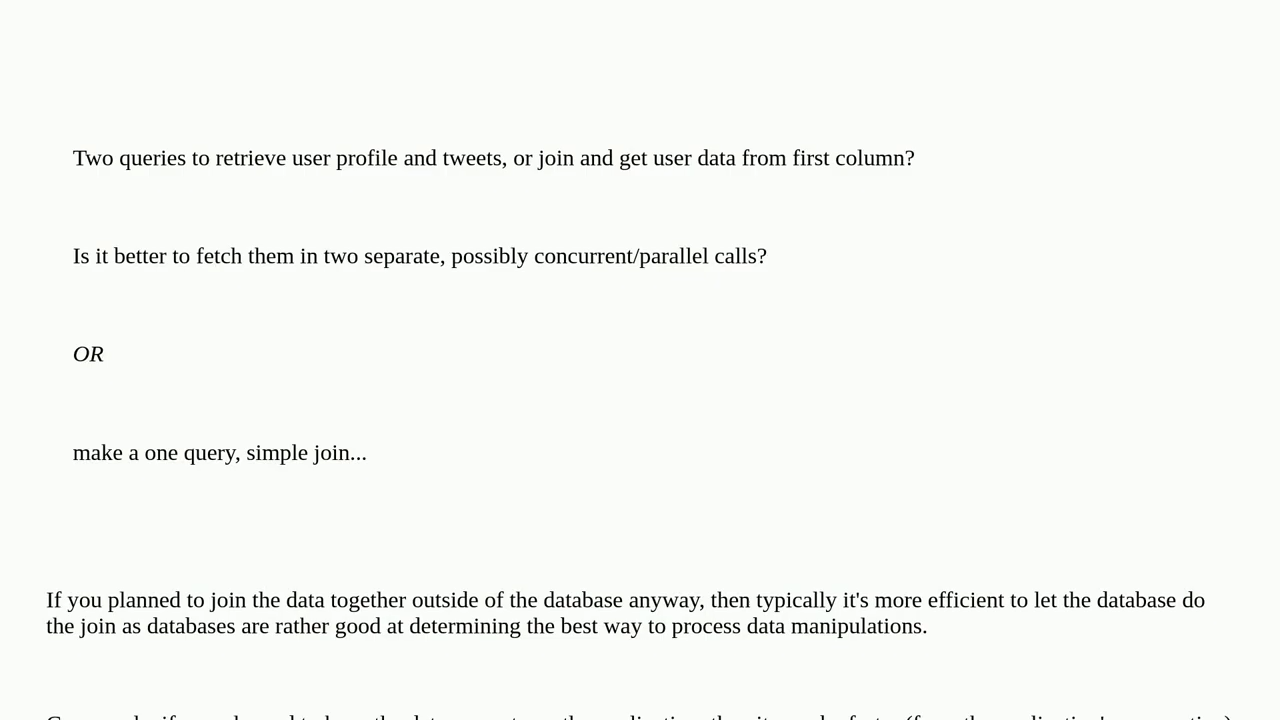 Two queries to retrieve user profile and tweets, or join and get user data from first column?
Is it better to fetch them in two separate, possibly concurrent/parallel calls?
OR
make a one query, simple join...
If you planned to join the data together outside of the database anyway, then typically it's more efficient to let the database do
the join as databases are rather good at determining the best way to process data manipulations.